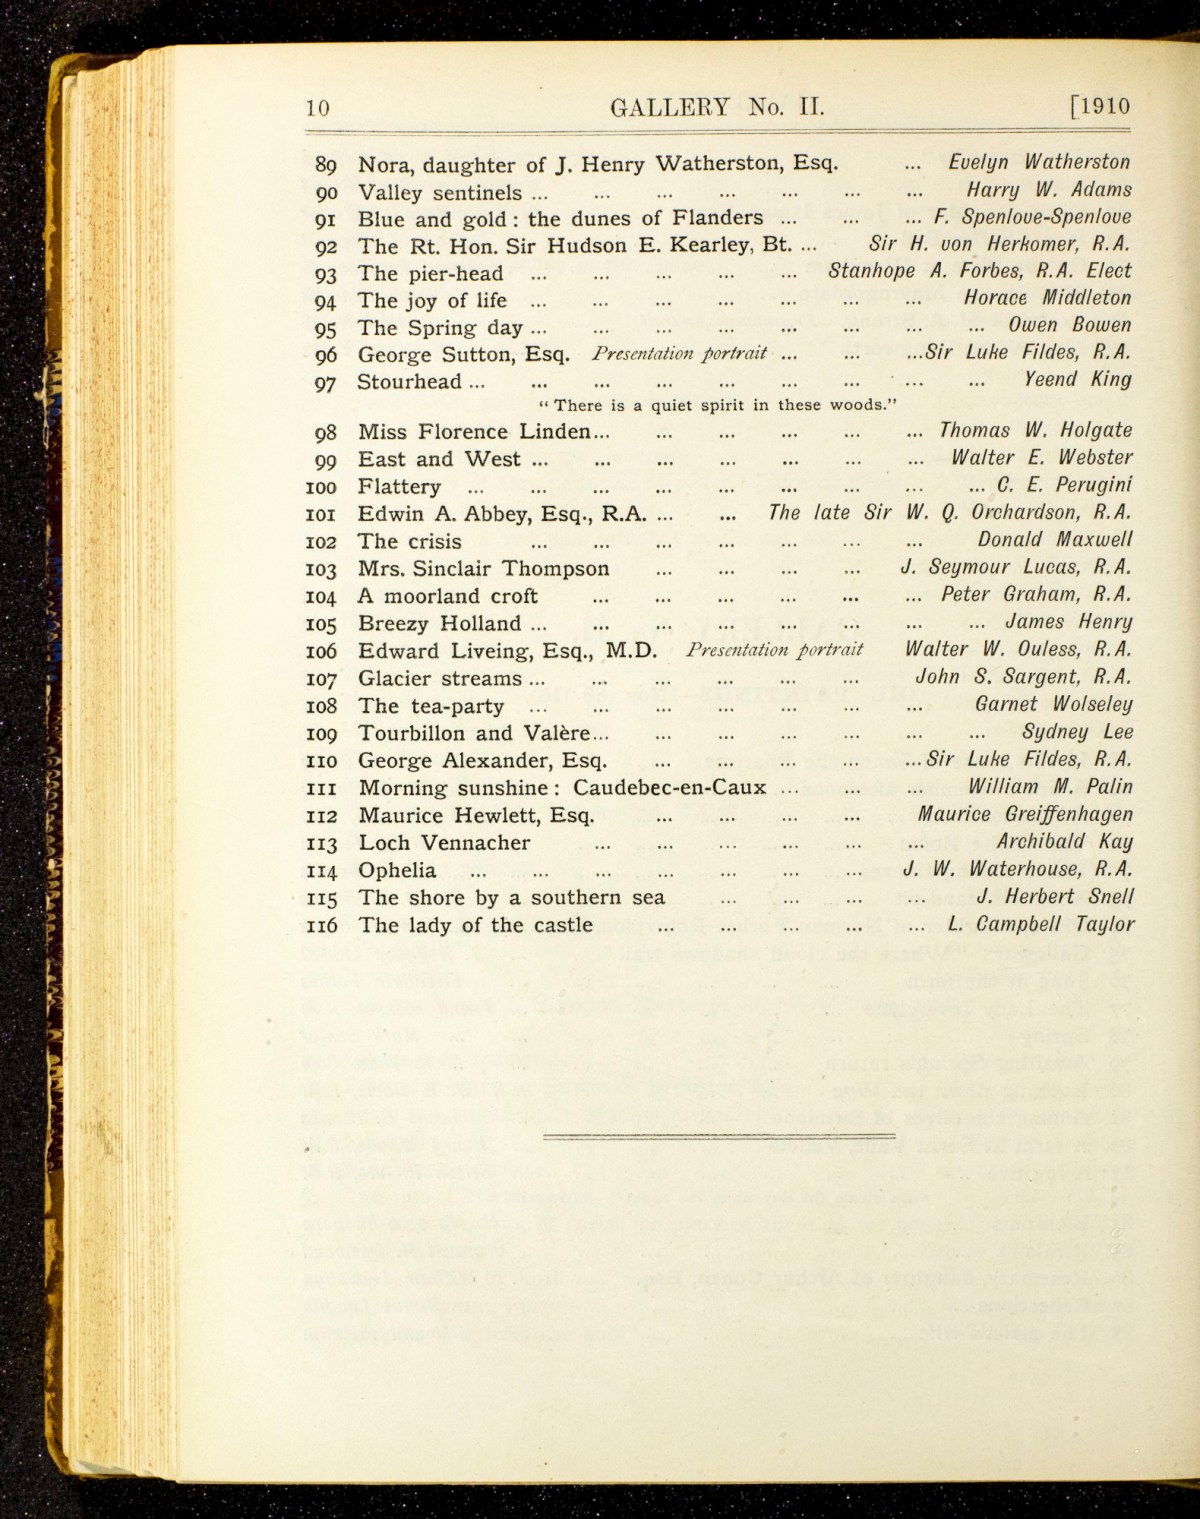 10 GALLERY No. II. [1910
89 Nora, daughter of J. Henry Watherston, Esq. ... Evelyn Watherston
90 Valley sentinels ... ... ... ... ... ... ... Harry W. Adams
91 Blue and gold : the dunes of Flanders ... ... ... F. Spenlove-Spenlove
92 The Rt. Hon. Sir Hudson E. Kearley, Bt. ... Sir H. von Herkomer, R.A.
93 The pier-head ... ... ... ... ... Stanhope A. Forbes, R.A. Elect
94 The joy of life ... ... ... ... ... ... ... Horace Middleton
95 The Spring day ... ... ... ... ... ... ... ... Owen Bowen
96 George Sutton, Esq. Presentation portrait ... ... ...Sir Luke Fildes, R.A.
97 Stourhead ... ... ... ... ... ... ... ... ... Yeend King
“ There is a quiet spirit in these woods.”
98 Miss Florence Linden... ... ... ... ... ... Thomas W. Holgate
99 East and West ... ... ... ... ... ... ... Walter E. Webster
100 Flattery ... ... ... ... ... ... ... ... ... C. E. Perugini
101 Edwin A. Abbey, Esq., R.A. ... ... The late Sir W. Q. Orchardson, R.A.
102 The crisis ... ... ... ... ... ... ... Donald Maxwell
103 Mrs. Sinclair Thompson ... ... ... ... J. Seymour Lucas, R.A.
104 A moorland croft ... ... ... ... ... ... Peter Graham, R.A.
105 Breezy Holland ... ... ... ... ... ... ... ... James Henry
106 Edward Liveing, Esq., M.D. Presentation portrait Walter W. Ouless, R.A.
107 Glacier streams ... ... ... ... ... ... John S. Sargent, R.A.
108 The tea-party ... ... ... ... ... ... ... Garnet Wolseley
109 Tourbillon and Valère... ... ... ... ... ... ... Sydney Lee
110 George Alexander, Esq. ... ... ... ... ...Sir Luke Fildes, R.A.
111 Morning sunshine : Caudebec-en-Caux ... ... ... William M. Palin
112 Maurice Hewlett, Esq. ... ... ... ... Maurice Greiffenhagen
113 Loch Vennacher ... ... ... ... ... ... Archibald Kay
114 Ophelia ... ... ... ... ... ... ... J. W. Waterhouse, R.A.
115 The shore by a southern sea ... ... ... ... J. Herbert Snell
116 The lady of the castle ... ... ... ... ... L. Campbell Taylor